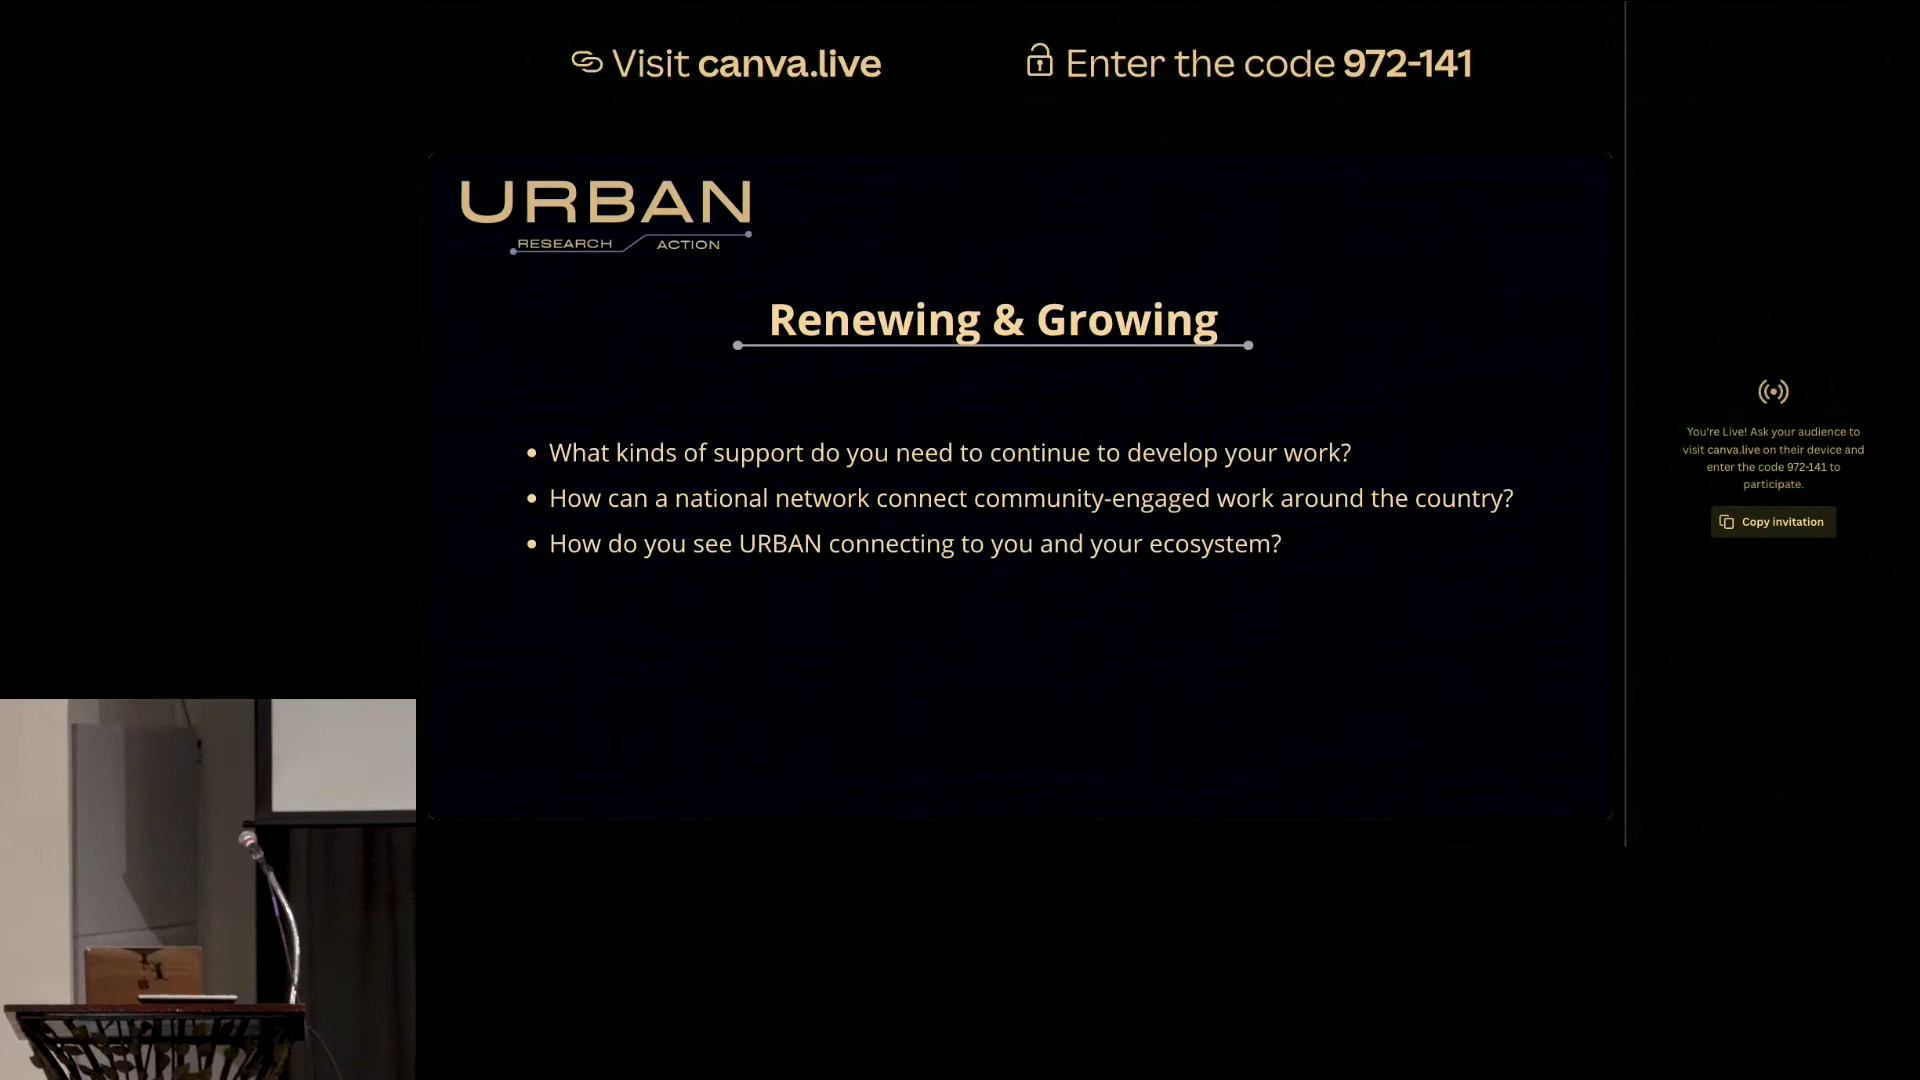 Visit canva.live
Enter the code 972-141
URBAN
RESEARCH ACTION
Renewing & Growing
• What kinds of support do you need to continue to develop your work?
• How can a national network connect community-engaged work around the country?
• How do you see URBAN connecting to you and your ecosystem?
You're Live! Ask your audience to
visit canva.live on their device and
enter the code 972-141 to
participate.
Copy invitation